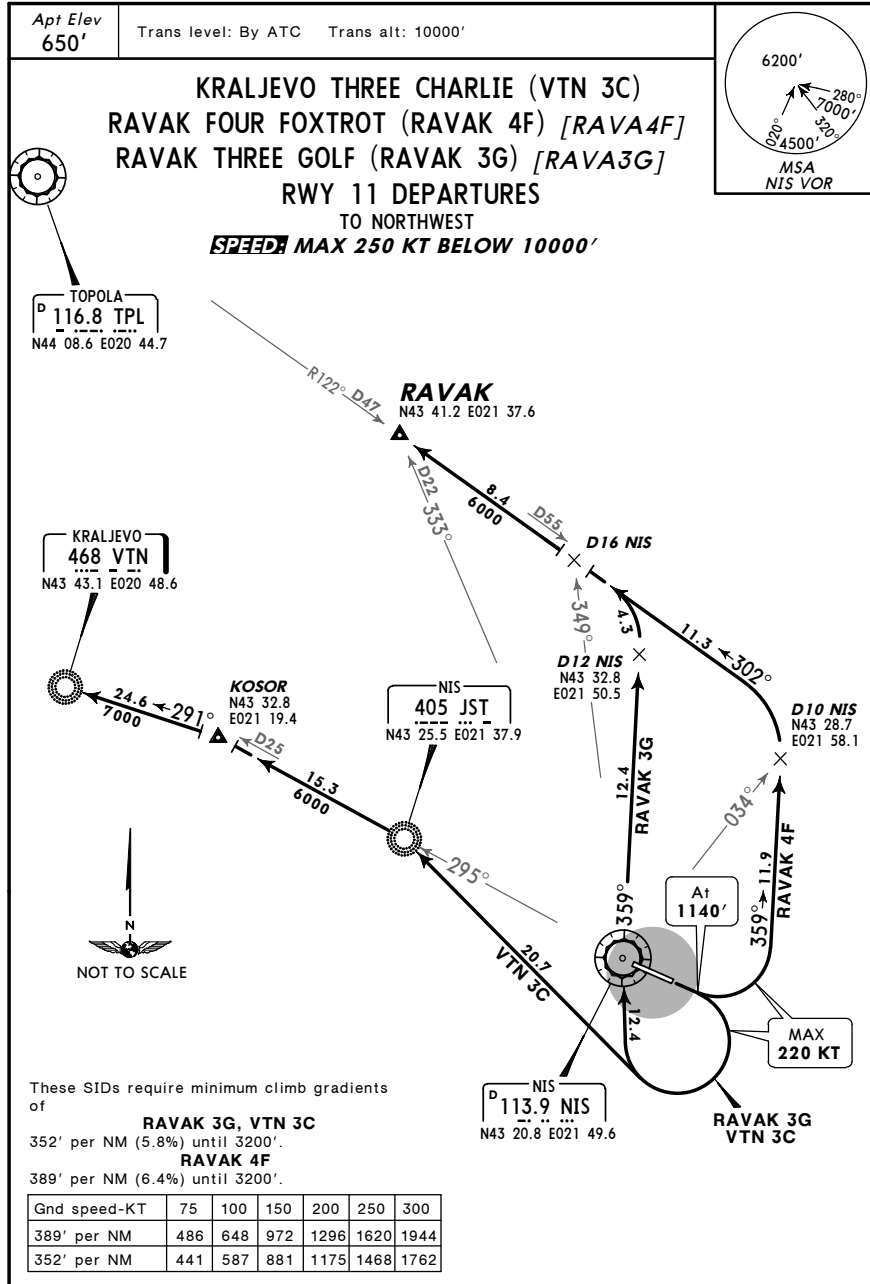 Apt Elev
650'
Trans level: By ATC Trans alt: 10000'
6200'
280°
7000'
320°
020°
4500'
MSA
NIS VOR
KRALJEVO THREE CHARLIE (VTN 3C)
RAVAK FOUR FOXTROT (RAVAK 4F) [RAVA4F]
RAVAK THREE GOLF (RAVAK 3G) [RAVA3G]
RWY 11 DEPARTURES
TO NORTHWEST
SPEED: MAX 250 KT BELOW 10000'
TOPOLA
D 116.8 TPL
N44 08.6 E020 44.7
R122° D47
RAVAK
N43 41.2 E021 37.6
D22 333°
8.4
6000
D55
D16 NIS
349°
4.3
11.3 302°
D12 NIS
N43 32.8
E021 50.5
D10 NIS
N43 28.7
E021 58.1
KRALJEVO
468 VTN
N43 43.1 E020 48.6
24.6 291°
7000
KOSOR
N43 32.8
E021 19.4
D25
NIS
405 JST
N43 25.5 E021 37.9
15.3
6000
12.4
RAVAK 3G
034°
295°
359°
At
1140'
359° 11.9
RAVAK 4F
N
NOT TO SCALE
20.7
VTN 3C
12.4
MAX
220 KT
NIS
D 113.9 NIS
N43 20.8 E021 49.6
RAVAK 3G
VTN 3C
These SIDs require minimum climb gradients
of
RAVAK 3G, VTN 3C
352' per NM (5.8%) until 3200'.
RAVAK 4F
389' per NM (6.4%) until 3200'.
Gnd speed-KT 75 100 150 200 250 300
389' per NM 486 648 972 1296 1620 1944
352' per NM 441 587 881 1175 1468 1762